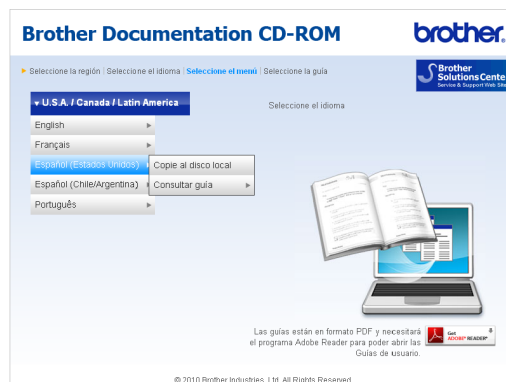 Brother Documentation CD-ROM
brother.
Seleccione la región | Seleccione el idioma | Seleccione el menú | Seleccione la guía
Brother
Solutions Cente
Service & Support Web Site
U.S.A. / Canada / Latin America
Seleccione el idioma
English
Français
Español (Estados Unidos)
Copie al disco local
Español (Chile/Argentina)
Consultar guía
Português
Las guías están en formato PDF y necesitará
el programa Adobe Reader para poder abrir las
Guías de usuario.
Get
ADOBE® READER®
© 2010 Brother Industries, Ltd. All Rights Reserved.